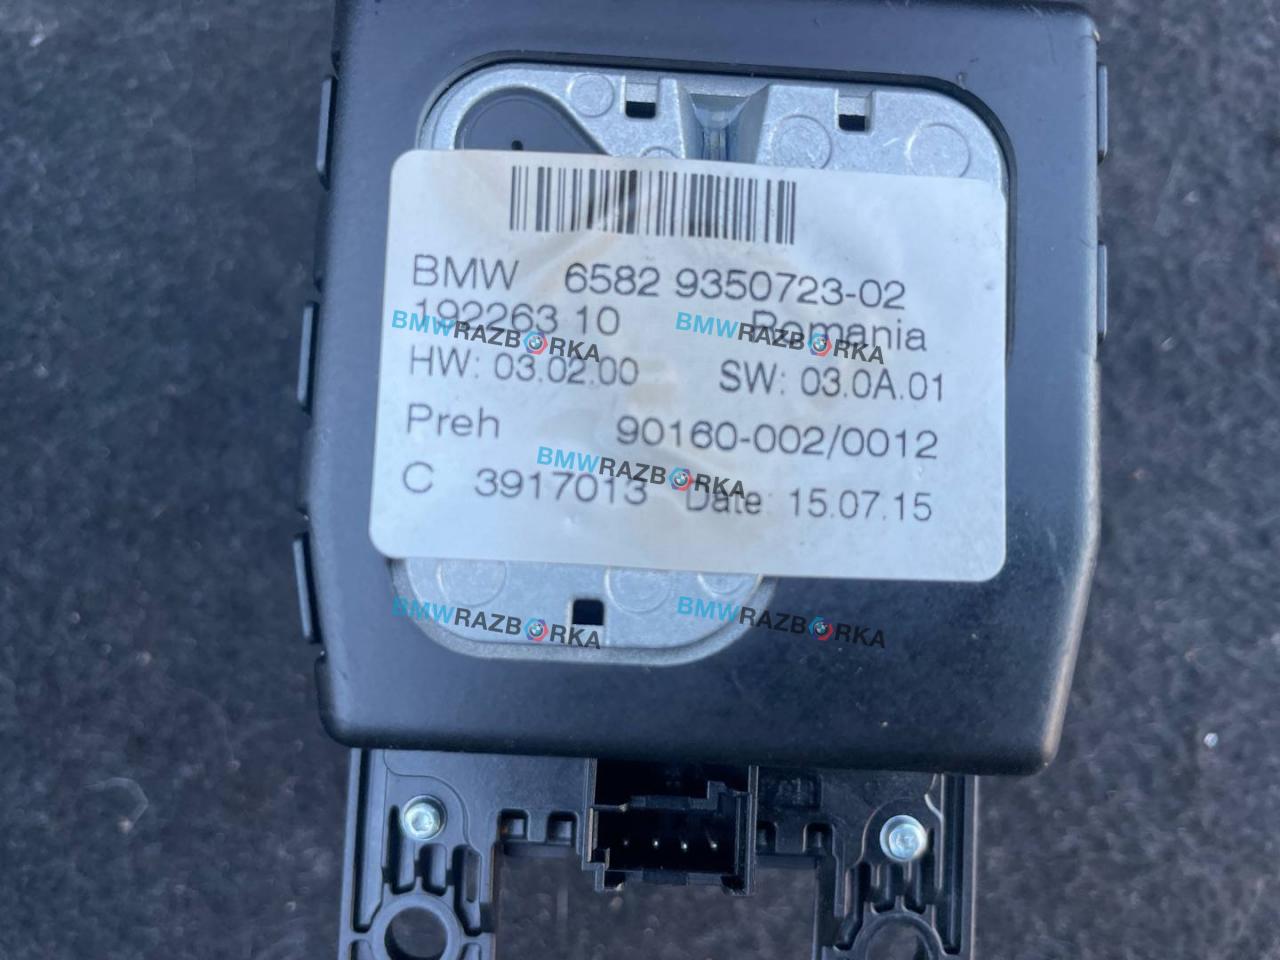 BMW 6582 9350723-02
192263 10 Romania
BMWRAZBORKA BMWRAZBORKA
HW: 03.02.00 SW: 03.0A.01
Preh 90160-002/0012
BMWRAZBORKA
C 3917013 Date: 15.07.15
BMWRAZBORKA BMWRAZBORKA